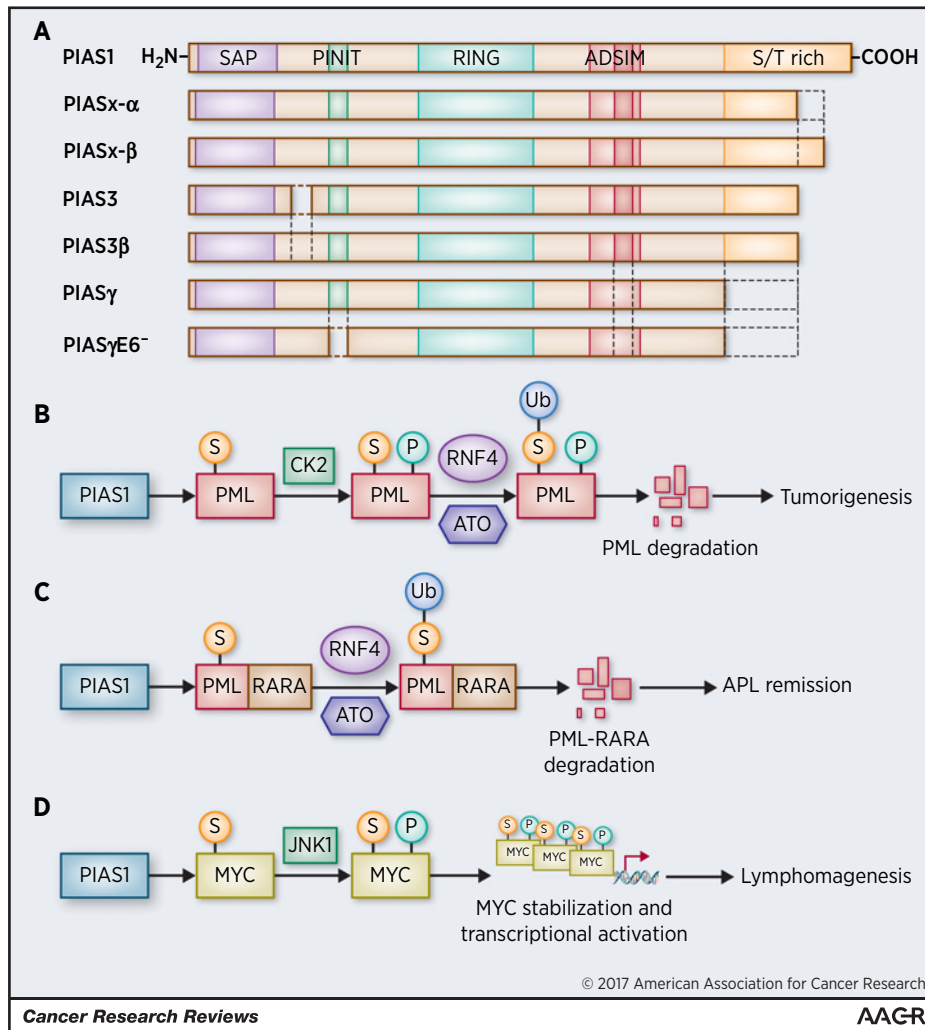 A
PIAS1 H₂N- SAP PINIT RING ADSIM S/T rich -COOH
PIASx-α
PIASx-β
PIAS3
PIAS3β
PIASγ
PIASγE6⁻
B
Ub
S S P S P
PIAS1 PML CK2 PML RNF4 ATO PML Tumorigenesis
PML degradation
C
Ub
S S
PIAS1 PML RARA RNF4 ATO PML RARA APL remission
PML-RARA
degradation
D
S S P S P S P S P
PIAS1 MYC JNK1 MYC MYC MYC MYC Lymphomagenesis
MYC stabilization and
transcriptional activation
© 2017 American Association for Cancer Research
Cancer Research Reviews AACR